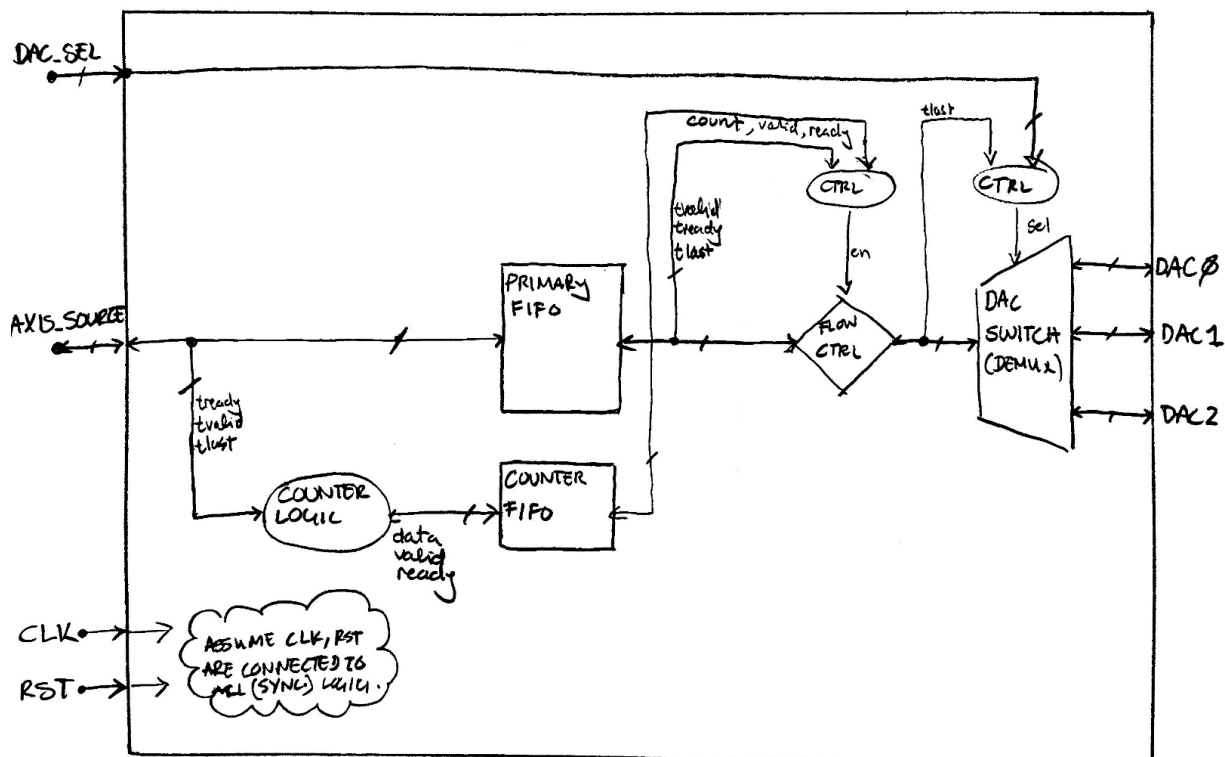 DAC_SEL
count, valid, ready
tlast
CTRL
CTRL
tvalid
tready
tlast
en
sel
AXIS_SOURCE
PRIMARY
FIFO
FLOW
CTRL
DAC
SWITCH
(DEMUX)
DAC0
DAC1
DAC2
tready
tvalid
tlast
COUNTER
LOGIC
data
valid
ready
COUNTER
FIFO
CLK
RST
ASSUME CLK, RST
ARE CONNECTED TO
ALL (SYNC.) LOGIC.